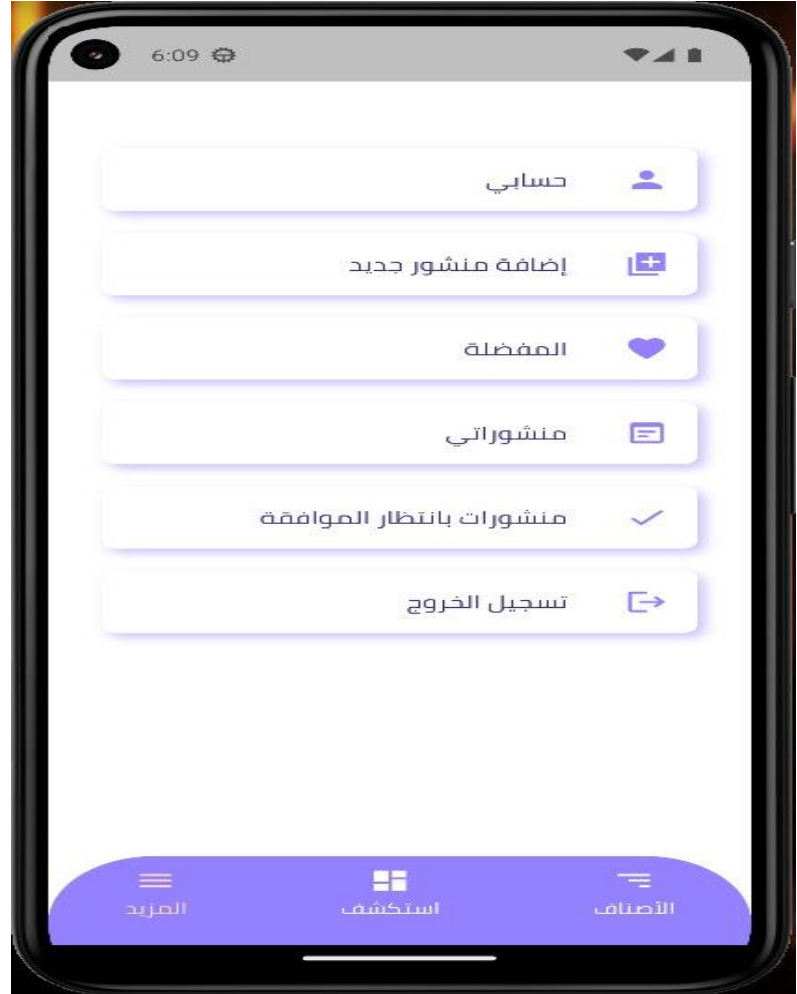 6:09
حسابي
إضافة منشور جديد
المفضلة
منشوراتي
منشورات بانتظار الموافقة
تسجيل الخروج
الأصناف
استكشف
المزيد